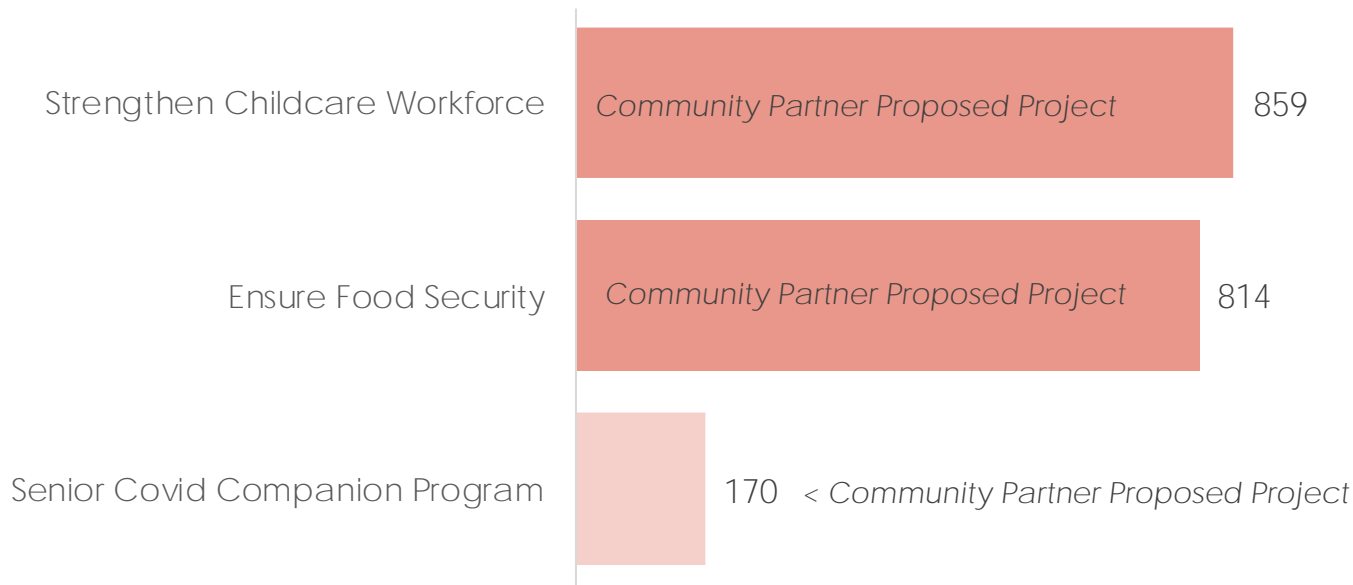 Strengthen Childcare Workforce Community Partner Proposed Project 859
Ensure Food Security Community Partner Proposed Project 814
Senior Covid Companion Program 170 < Community Partner Proposed Project